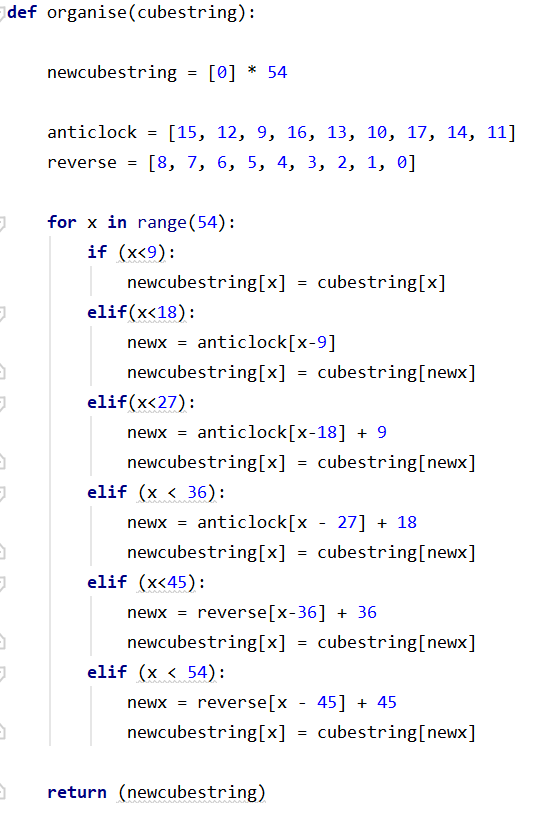 def organise(cubestring):
newcubestring = [0] * 54
anticlock = [15, 12, 9, 16, 13, 10, 17, 14, 11]
reverse = [8, 7, 6, 5, 4, 3, 2, 1, 0]
for x in range(54):
if (x<9):
newcubestring[x] = cubestring[x]
elif(x<18):
newx = anticlock[x-9]
newcubestring[x] = cubestring[newx]
elif(x<27):
newx = anticlock[x-18] + 9
newcubestring[x] = cubestring[newx]
elif (x < 36):
newx = anticlock[x - 27] + 18
newcubestring[x] = cubestring[newx]
elif (x<45):
newx = reverse[x-36] + 36
newcubestring[x] = cubestring[newx]
elif (x < 54):
newx = reverse[x - 45] + 45
newcubestring[x] = cubestring[newx]
return (newcubestring)